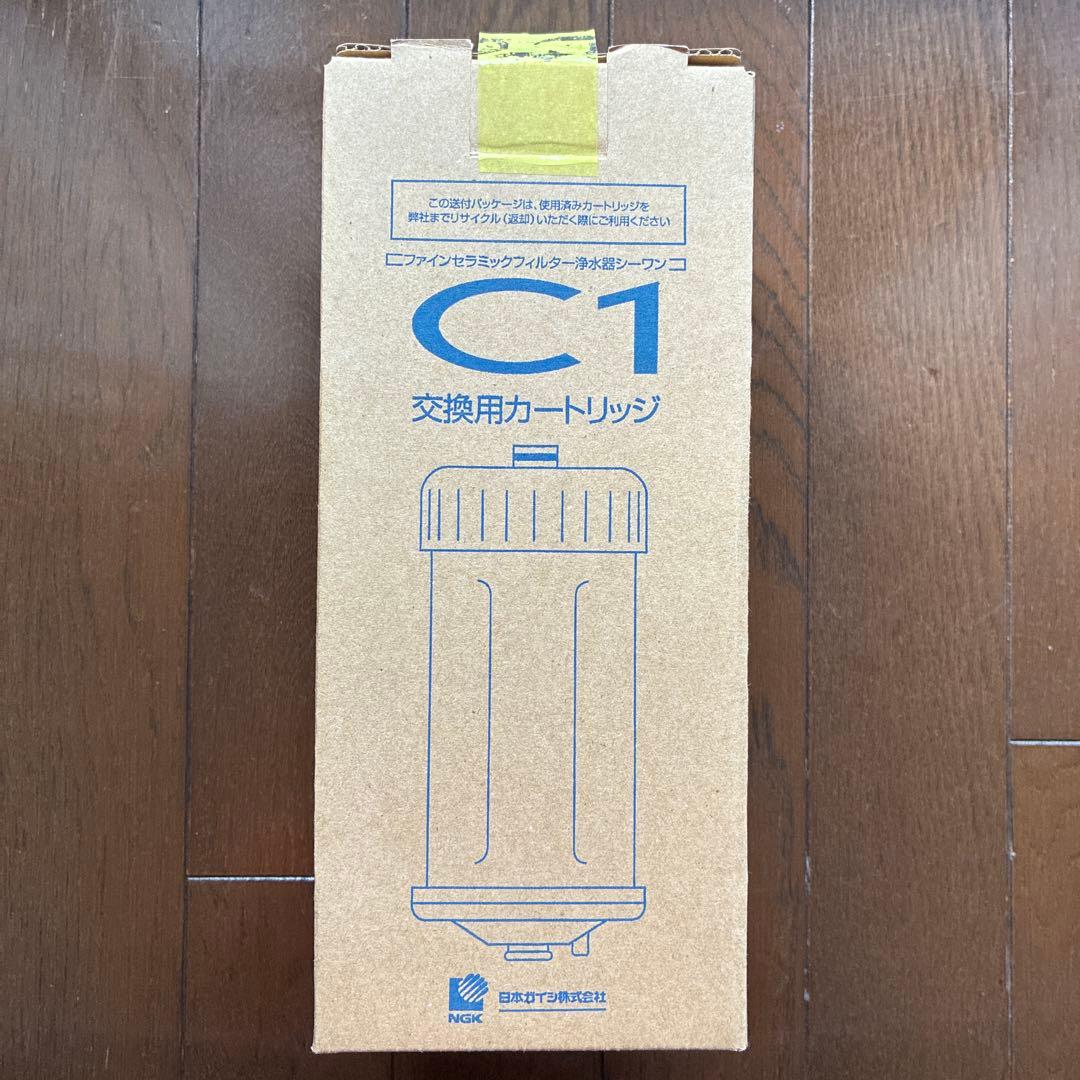 この送付パッケージは、使用済みカートリッジを
弊社までリサイクル(返却)いただく際にご利用ください
ファインセラミックフィルター浄水器シーワン
C1
交換用カートリッジ
NGK
日本ガイシ株式会社